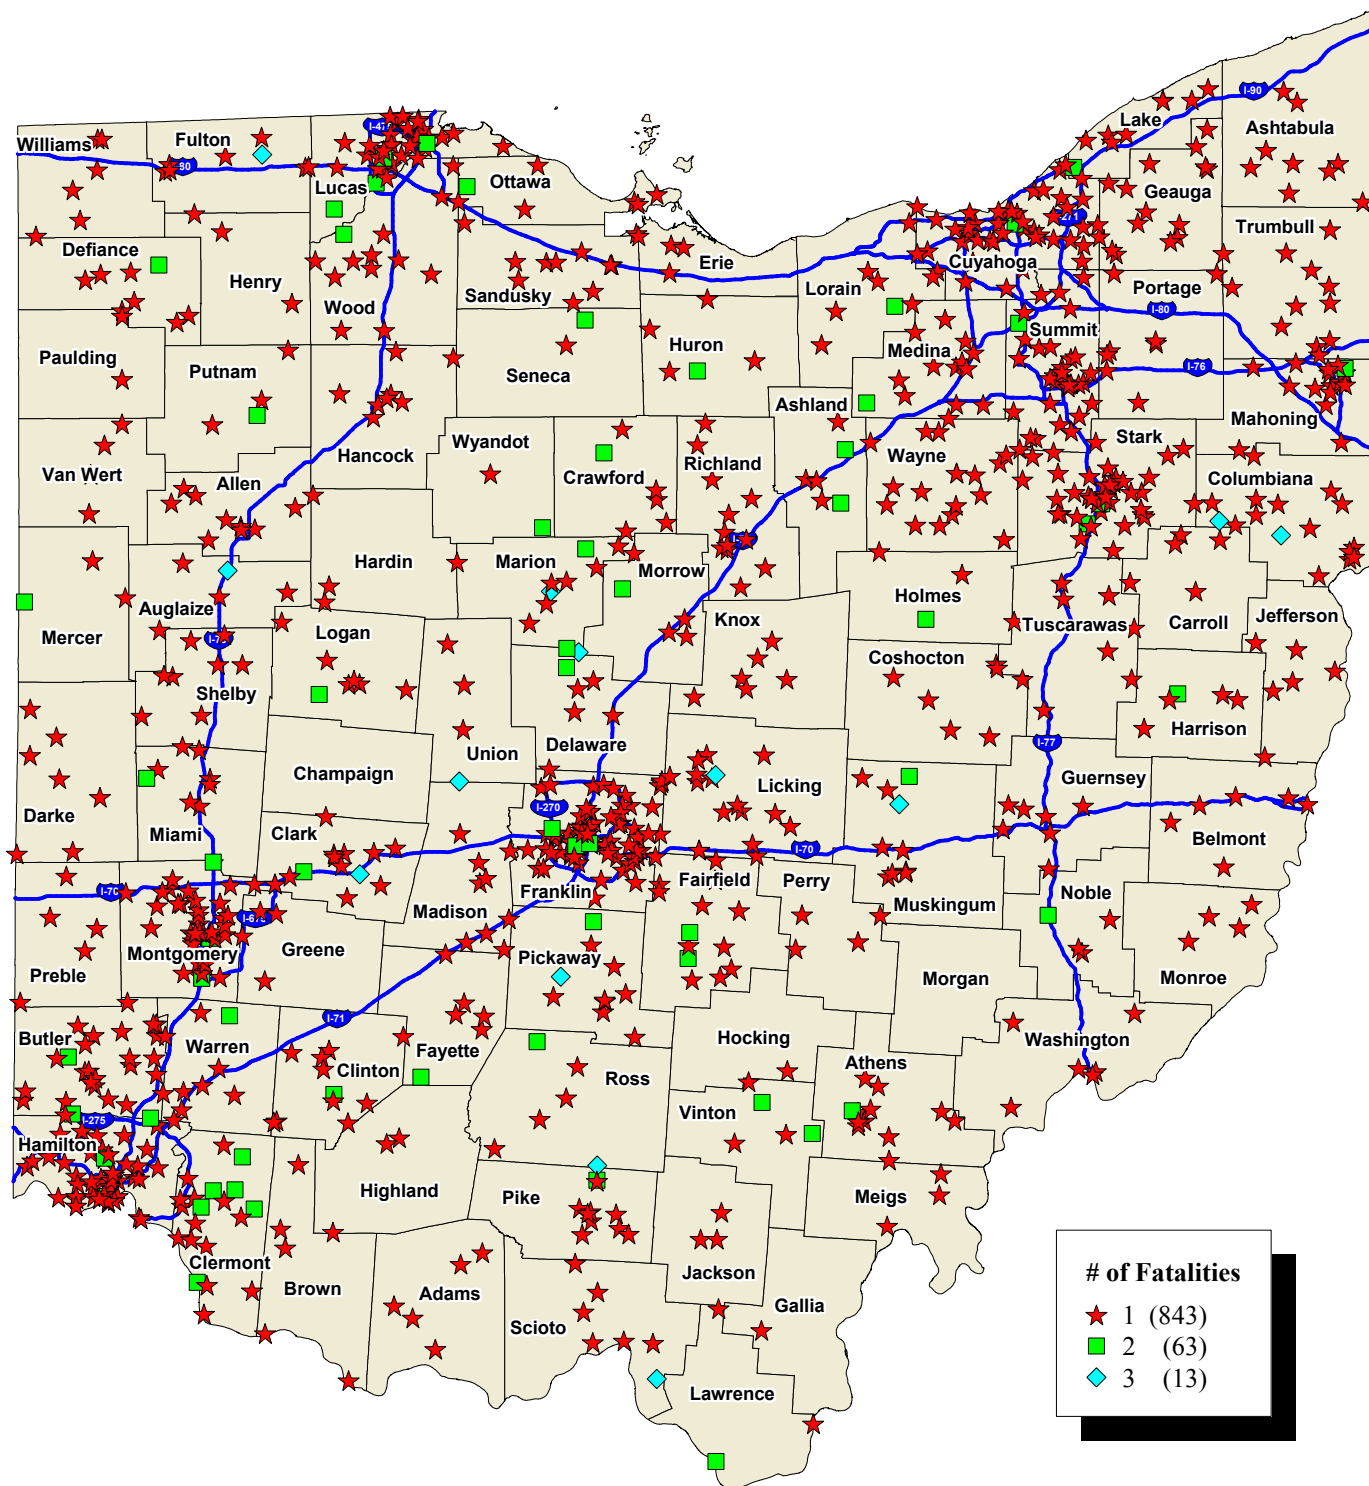 I-90
Lake
Ashtabula
Williams
Fulton
Lucas
Ottawa
Geauga
Trumbull
Defiance
Henry
Wood
Sandusky
Erie
Lorain
Cuyahoga
Portage
I-80
Summit
Paulding
Putnam
Seneca
Huron
Medina
I-76
Ashland
Mahoning
Van Wert
Allen
Hancock
Wyandot
Crawford
Richland
Wayne
Stark
Columbiana
Hardin
Marion
Morrow
Holmes
Auglaize
Mercer
Logan
Knox
Tuscarawas
Carroll
Jefferson
Coshocton
Shelby
Harrison
Union
Delaware
I-77
Champaign
Licking
Guernsey
Darke
I-270
Miami
Clark
Belmont
I-70
I-70
Franklin
Fairfield
Perry
Muskingum
Noble
Madison
Montgomery
Greene
Pickaway
Preble
Morgan
Monroe
I-71
Butler
Warren
Clinton
Fayette
Ross
Hocking
Athens
Washington
Vinton
I-275
Hamilton
Highland
Pike
Meigs
Clermont
Brown
Adams
Jackson
Gallia
Scioto
Lawrence
# of Fatalities
1 (843)
2 (63)
3 (13)